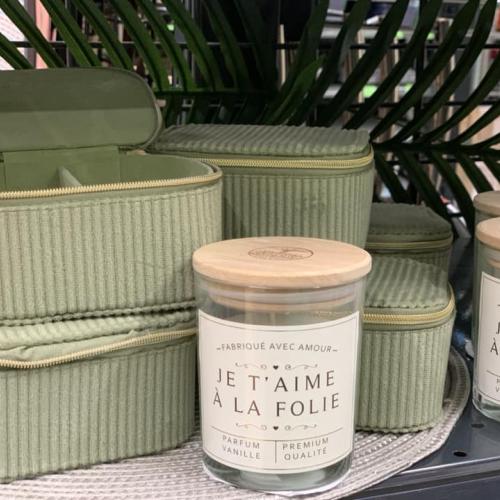 FABRIQUÉ AVEC AMOUR
JE T'AIME
À LA FOLIE
PARFUM
VANILLE
PREMIUM
QUALITÉ